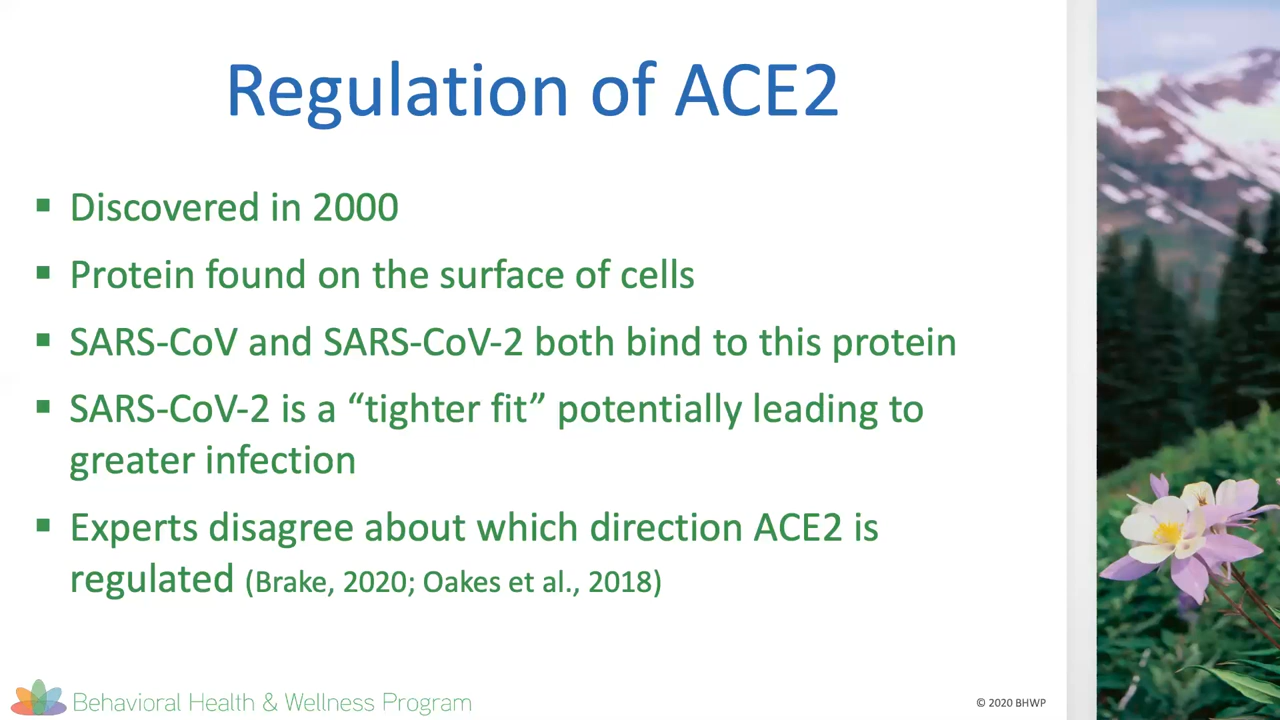 Regulation of ACE2
▪ Discovered in 2000
▪ Protein found on the surface of cells
▪ SARS-CoV and SARS-CoV-2 both bind to this protein
▪ SARS-CoV-2 is a “tighter fit” potentially leading to
greater infection
▪ Experts disagree about which direction ACE2 is
regulated (Brake, 2020; Oakes et al., 2018)
Behavioral Health & Wellness Program
© 2020 BHWP